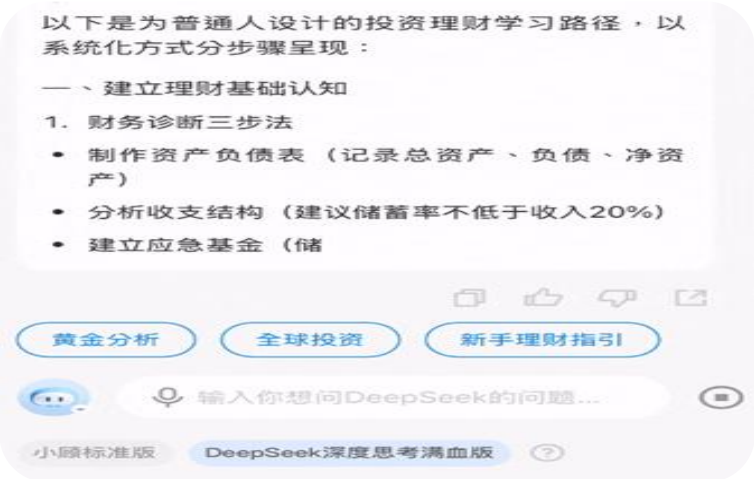 以下是为普通人设计的投资理财学习路径，以
系统化方式分步骤呈现：
一、建立理财基础认知
1. 财务诊断三步法
• 制作资产负债表（记录总资产、负债、净资
产）
• 分析收支结构（建议储蓄率不低于收入20%）
• 建立应急基金（储
黄金分析 全球投资 新手理财指引
输入你想问DeepSeek的问题...
小顾标准版 DeepSeek深度思考满血版 ?